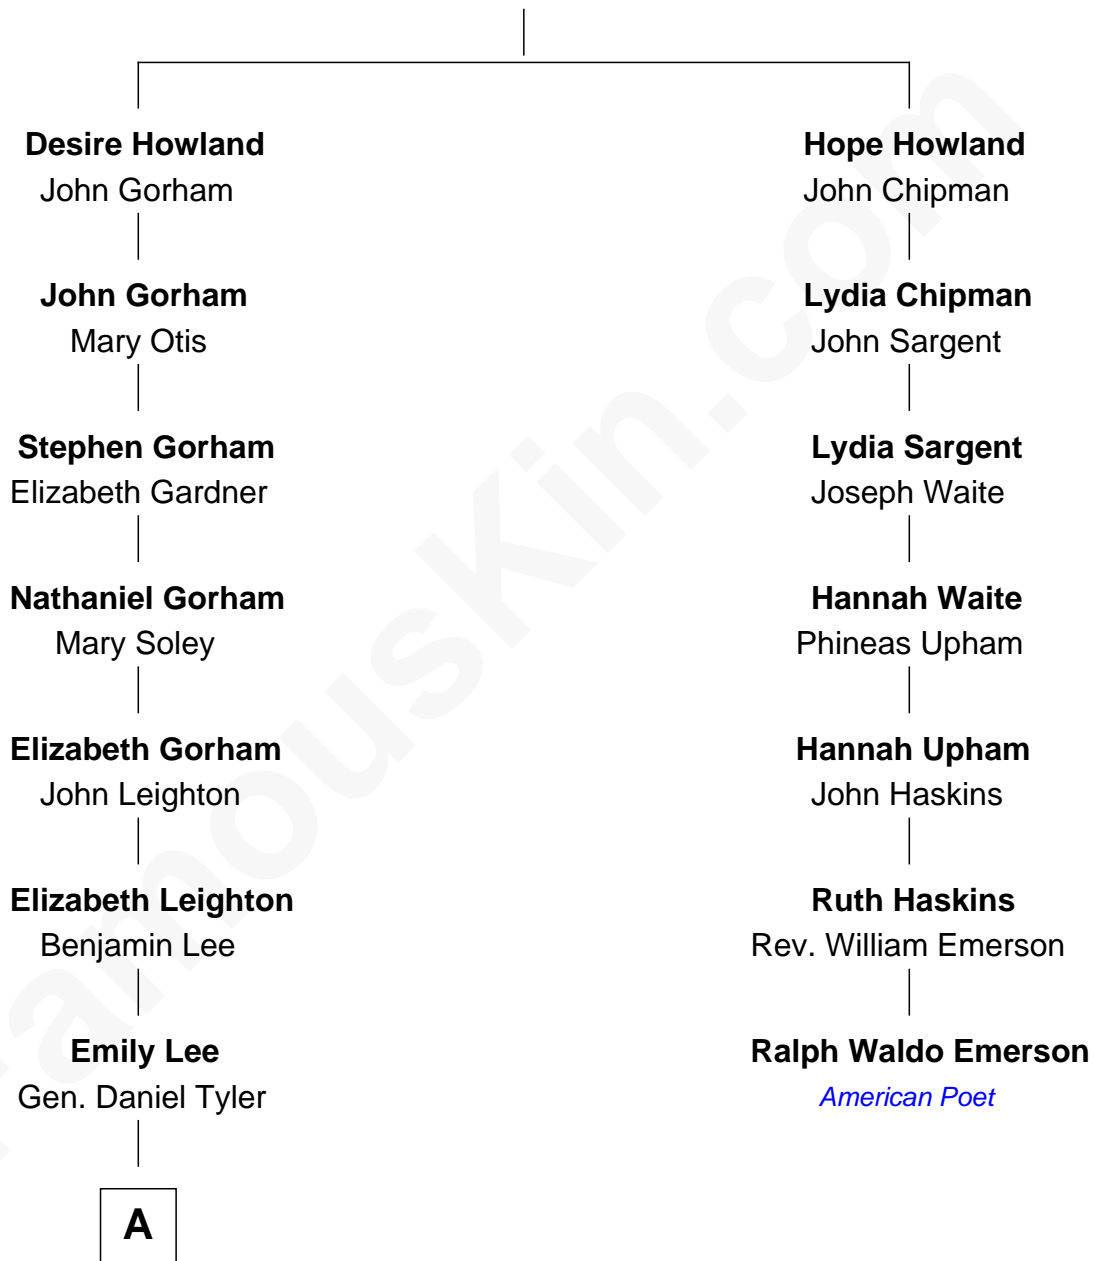 Desire Howland
John Gorham
John Gorham
Mary Otis
Stephen Gorham
Elizabeth Gardner
Nathaniel Gorham
Mary Soley
Elizabeth Gorham
John Leighton
Elizabeth Leighton
Benjamin Lee
Emily Lee
Gen. Daniel Tyler
A
Hope Howland
John Chipman
Lydia Chipman
John Sargent
Lydia Sargent
Joseph Waite
Hannah Waite
Phineas Upham
Hannah Upham
John Haskins
Ruth Haskins
Rev. William Emerson
Ralph Waldo Emerson
American Poet
FamousKin.com